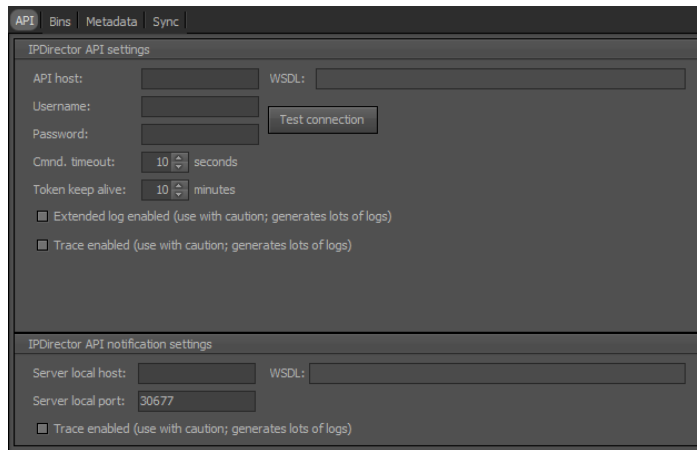 API Bins Metadata Sync
IPDirector API settings
API host: WSDL:
Username:
Test connection
Password:
Cmnd. timeout: 10 seconds
Token keep alive: 10 minutes
Extended log enabled (use with caution; generates lots of logs)
Trace enabled (use with caution; generates lots of logs)
IPDirector API notification settings
Server local host: WSDL:
Server local port: 30677
Trace enabled (use with caution; generates lots of logs)